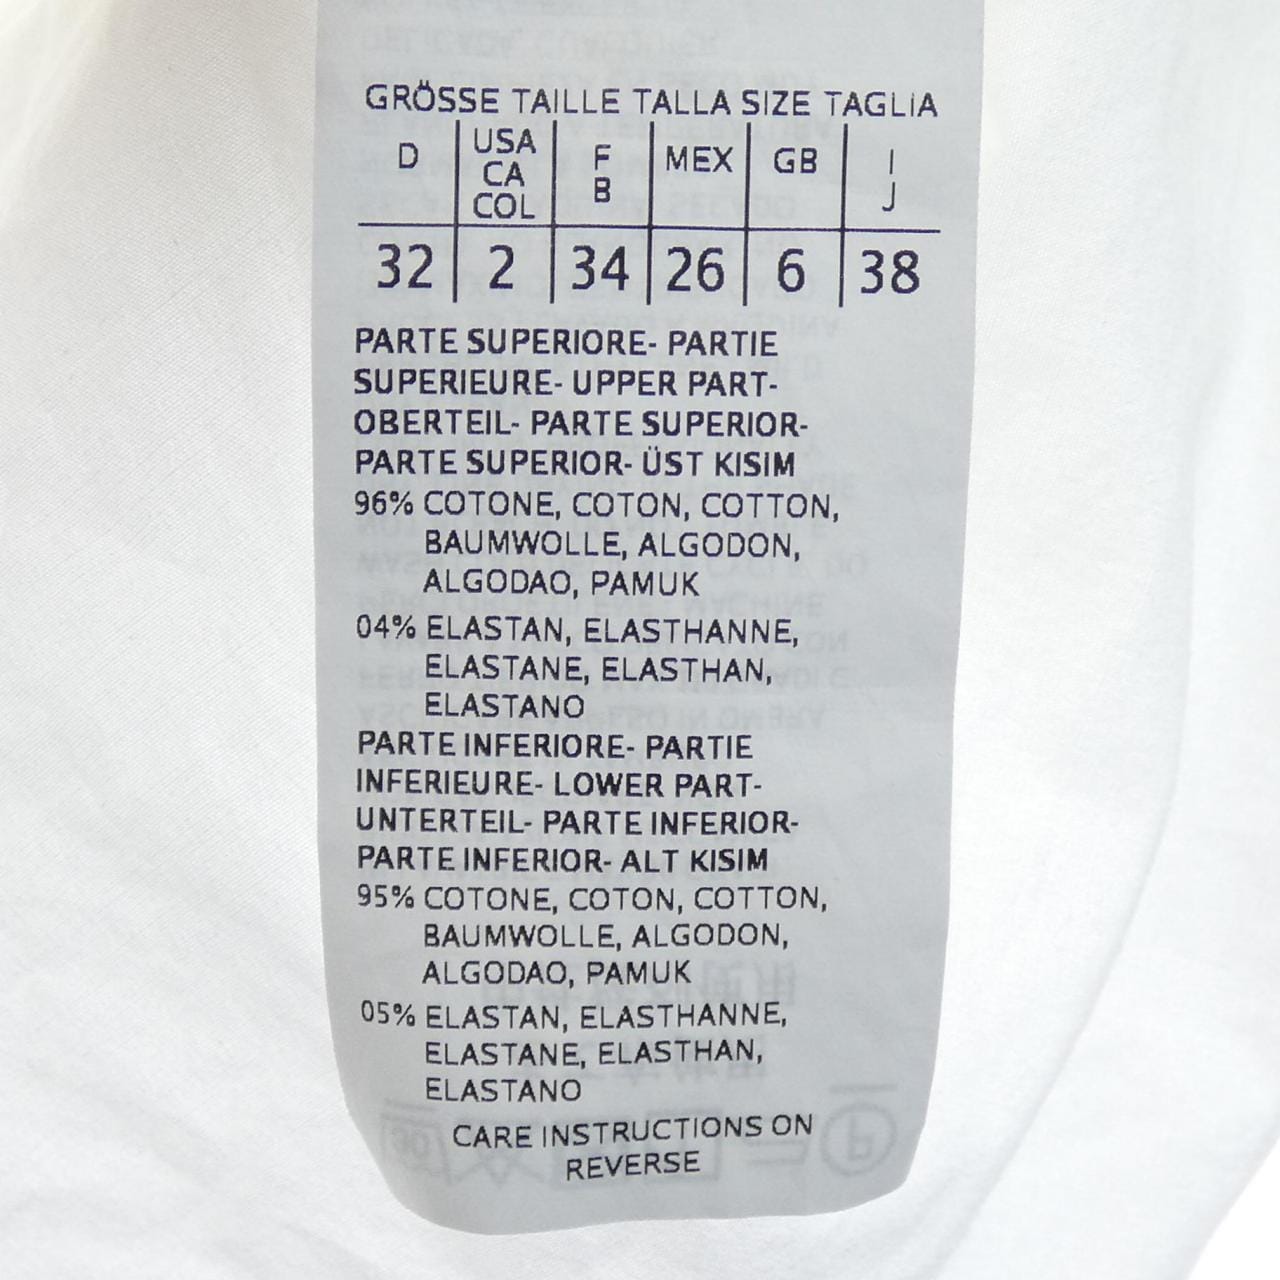 GRÖSSE TAILLE TALLA SIZE TAGLIA
D USA CA COL F B MEX GB I J
32 2 34 26 6 38
PARTE SUPERIORE- PARTIE
SUPERIEURE- UPPER PART-
OBERTEIL- PARTE SUPERIOR-
PARTE SUPERIOR- ÜST KISIM
96% COTONE, COTON, COTTON,
BAUMWOLLE, ALGODON,
ALGODAO, PAMUK
04% ELASTAN, ELASTHANNE,
ELASTANE, ELASTHAN,
ELASTANO
PARTE INFERIORE- PARTIE
INFERIEURE- LOWER PART-
UNTERTEIL- PARTE INFERIOR-
PARTE INFERIOR- ALT KISIM
95% COTONE, COTON, COTTON,
BAUMWOLLE, ALGODON,
ALGODAO, PAMUK
05% ELASTAN, ELASTHANNE,
ELASTANE, ELASTHAN,
ELASTANO
CARE INSTRUCTIONS ON
REVERSE